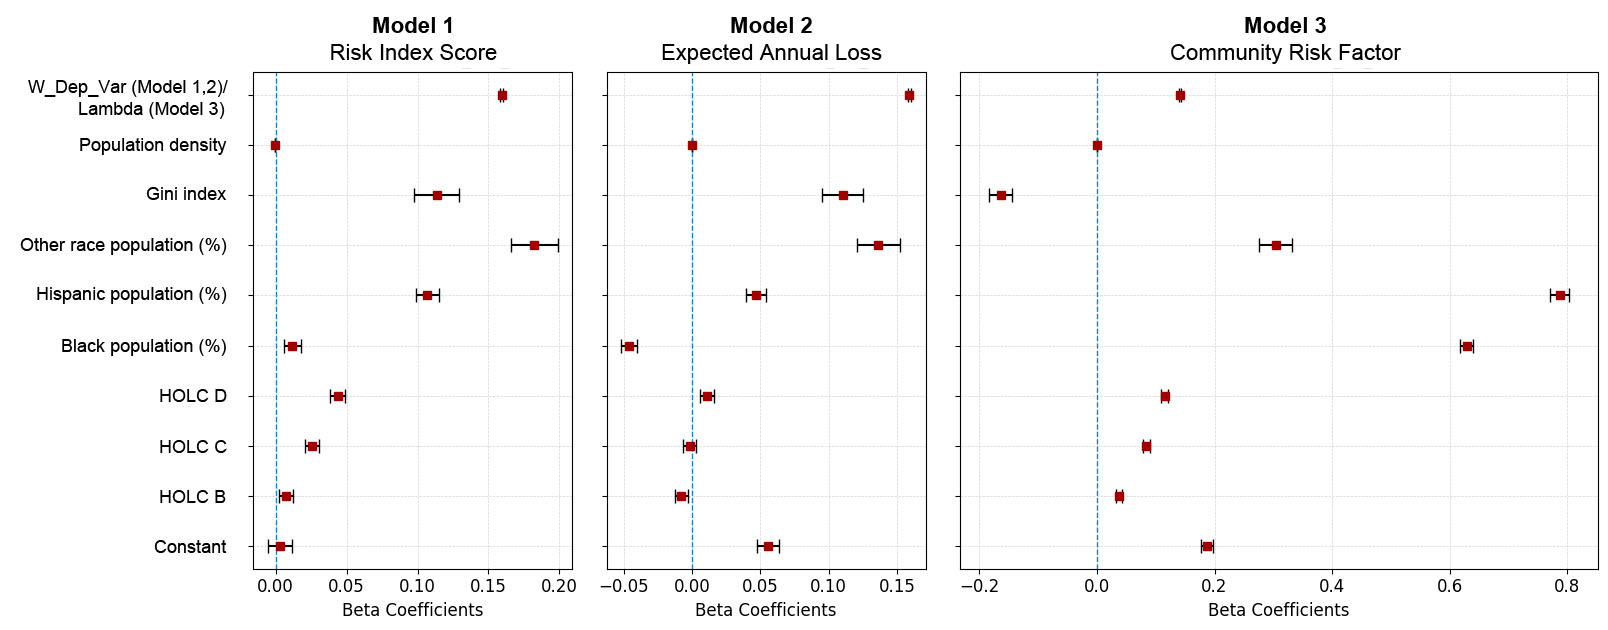 Model 1
Risk Index Score
Model 2
Expected Annual Loss
Model 3
Community Risk Factor
W_Dep_Var (Model 1,2)/
Lambda (Model 3)
Population density
Gini index
Other race population (%)
Hispanic population (%)
Black population (%)
HOLC D
HOLC C
HOLC B
Constant
0.00 0.05 0.10 0.15 0.20
Beta Coefficients
−0.05 0.00 0.05 0.10 0.15
Beta Coefficients
−0.2 0.0 0.2 0.4 0.6 0.8
Beta Coefficients